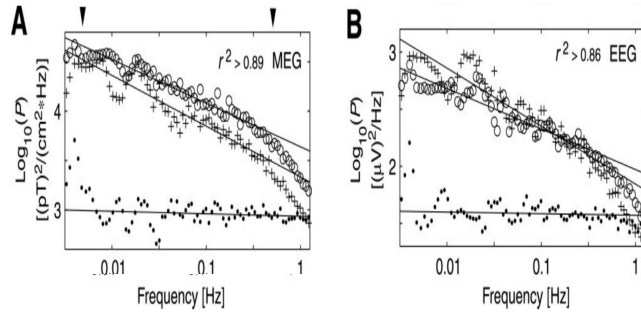 A
r² > 0.89 MEG
Log₁₀(P)
[(pT)²/(cm²*Hz)]
4
3
0.01
0.1
1
Frequency [Hz]
B
r² > 0.86 EEG
Log₁₀(P)
[(μV)²/Hz]
3
2
0.01
0.1
1
Frequency [Hz]